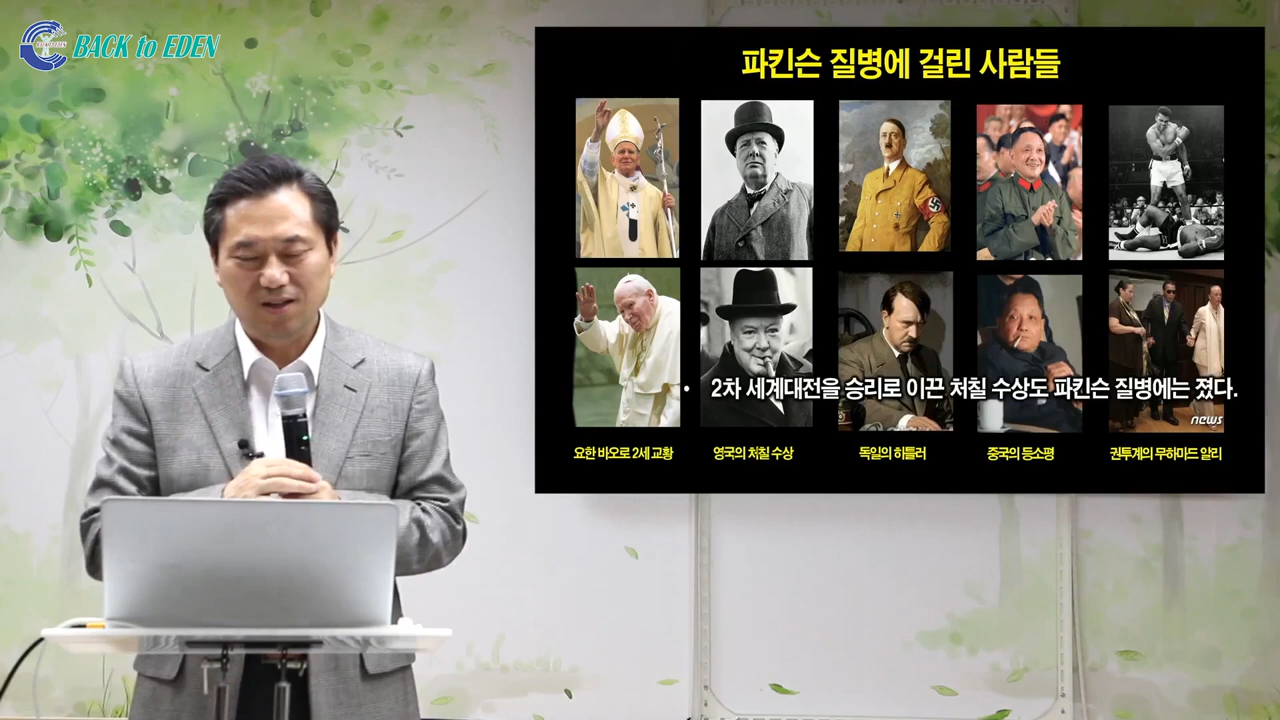 BACK to EDEN
파킨슨 질병에 걸린 사람들
• 2차 세계대전을 승리로 이끈 처칠 수상도 파킨슨 질병에는 졌다.
news
요한 바오로 2세 교황
영국의 처칠 수상
독일의 히틀러
중국의 등소평
권투계의 무하마드 알리